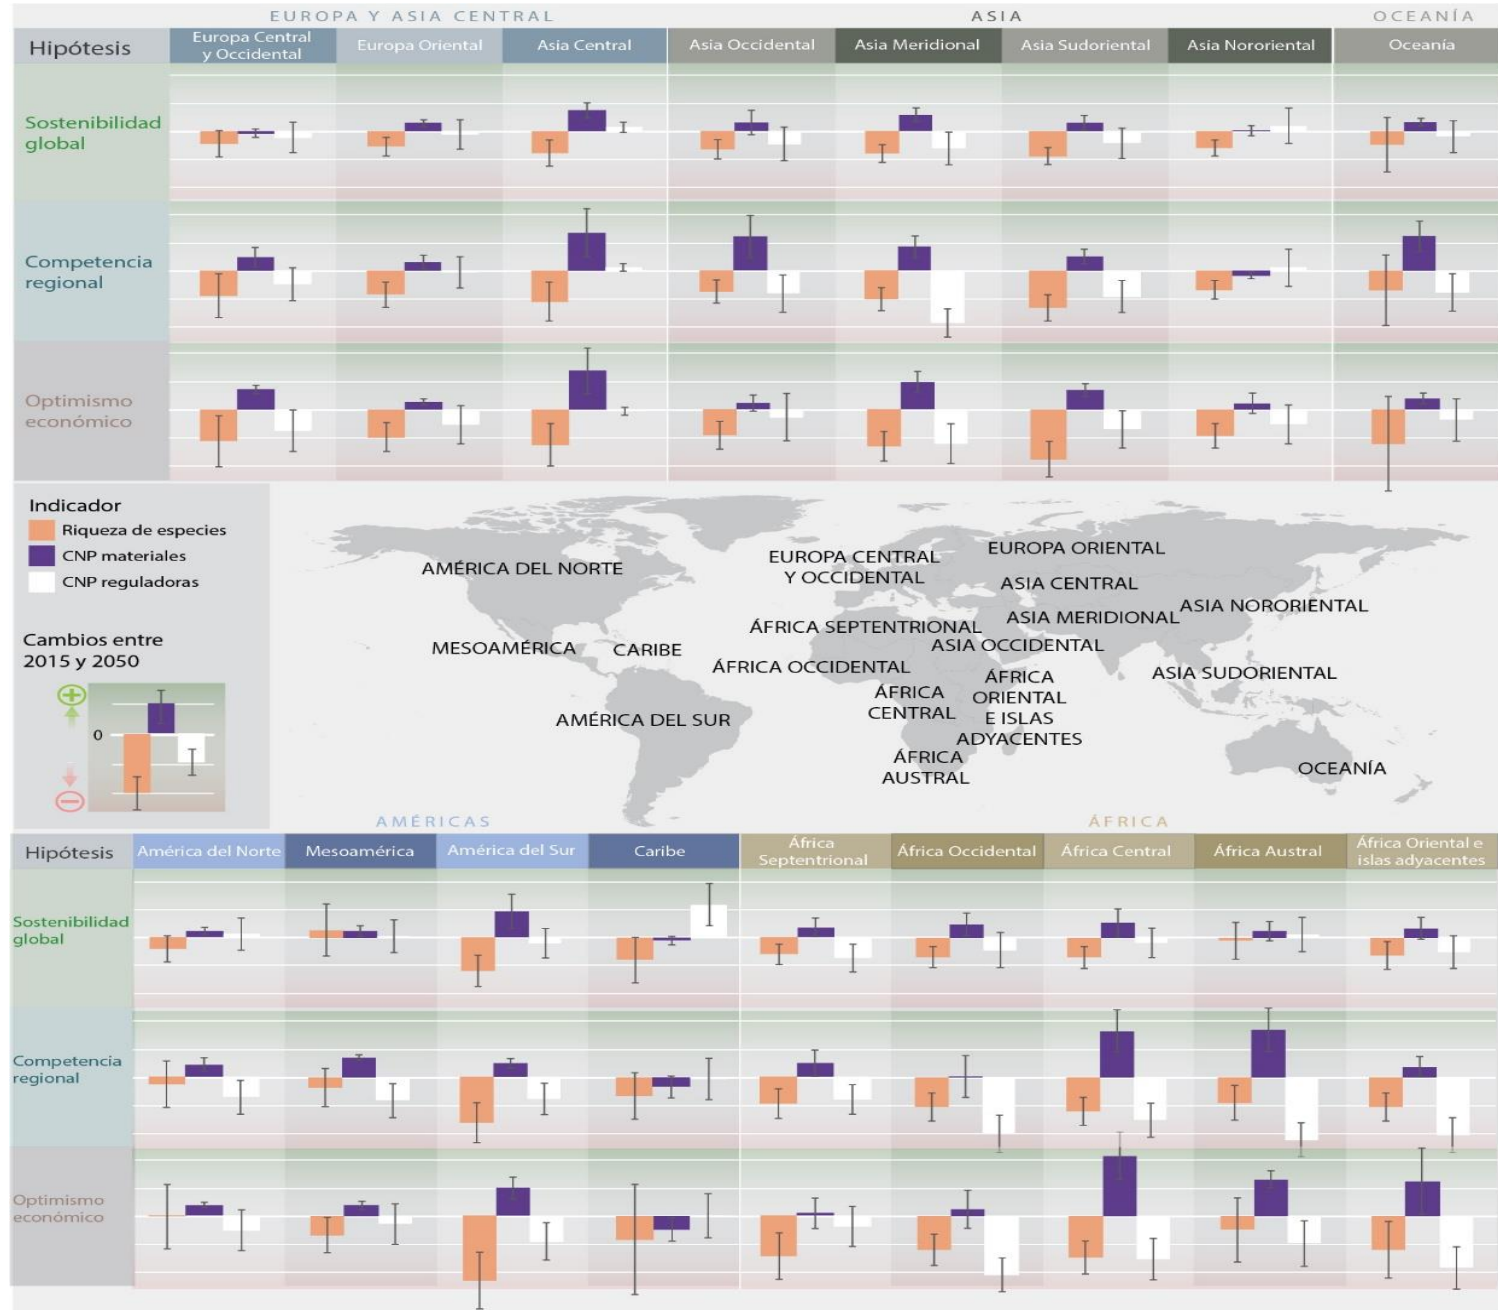 EUROPA Y ASIA CENTRAL
ASIA
OCEANÍA
Hipótesis
Europa Central
y Occidental
Europa Oriental
Asia Central
Asia Occidental
Asia Meridional
Asia Sudoriental
Asia Nororiental
Oceanía
Sostenibilidad
global
Competencia
regional
Optimismo
económico
Indicador
Riqueza de especies
CNP materiales
CNP reguladoras
Cambios entre
2015 y 2050
0
AMÉRICA DEL NORTE
MESOAMÉRICA
CARIBE
AMÉRICA DEL SUR
EUROPA CENTRAL
Y OCCIDENTAL
EUROPA ORIENTAL
ASIA CENTRAL
ASIA NORORIENTAL
ASIA MERIDIONAL
ÁFRICA SEPTENTRIONAL
ASIA OCCIDENTAL
ÁFRICA OCCIDENTAL
ASIA SUDORIENTAL
ÁFRICA
CENTRAL
ÁFRICA
ORIENTAL
E ISLAS
ADYACENTES
ÁFRICA
AUSTRAL
OCEANÍA
AMÉRICAS
ÁFRICA
Hipótesis
América del Norte
Mesoamérica
América del Sur
Caribe
África
Septentrional
África Occidental
África Central
África Austral
África Oriental e
islas adyacentes
Sostenibilidad
global
Competencia
regional
Optimismo
económico